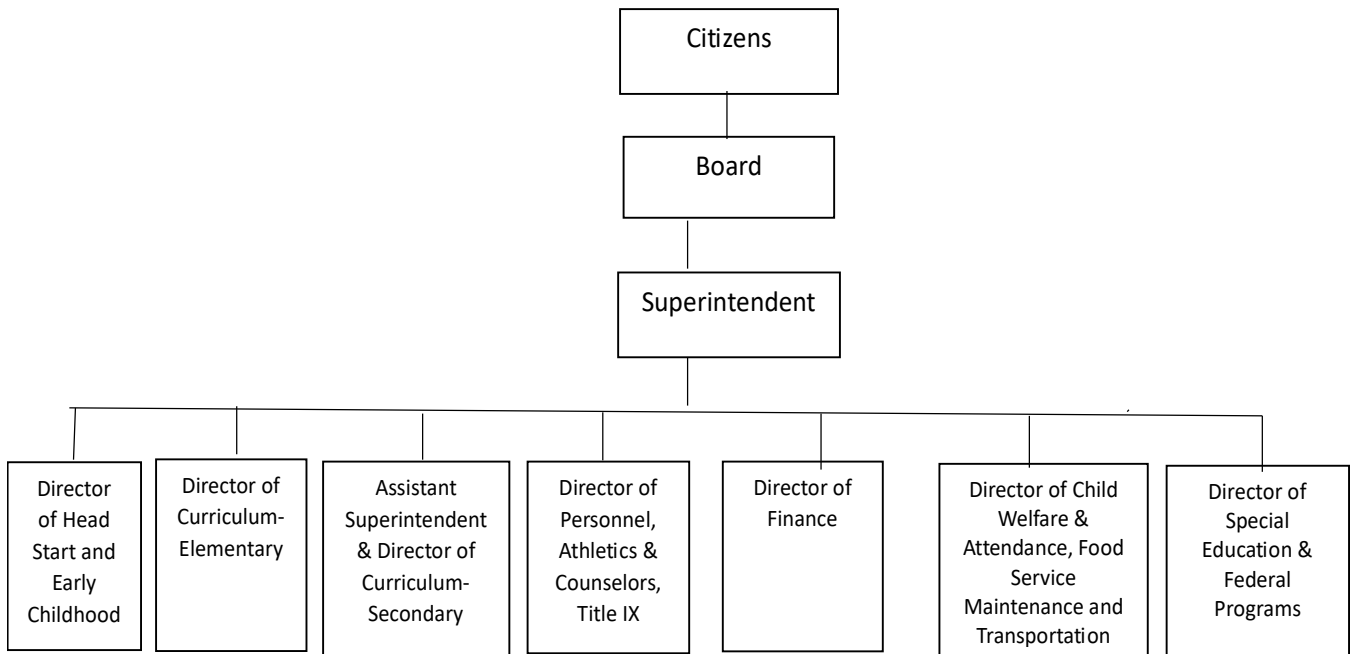 Citizens
Board
Superintendent
Director
of Head
Start and
Early
Childhood
Director of
Curriculum-
Elementary
Assistant
Superintendent
& Director of
Curriculum-
Secondary
Director of
Personnel,
Athletics &
Counselors,
Title IX
Director of
Finance
Director of Child
Welfare &
Attendance, Food
Service
Maintenance and
Transportation
Director of
Special
Education &
Federal
Programs